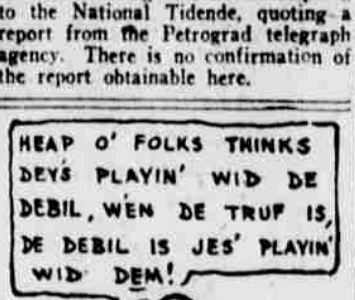 to the National Tidende, quoting a
report from the Petrograd telegraph
agency. There is no confirmation of
the report obtainable here.
HEAP O' FOLKS THINKS
DEY'S PLAYIN' WID DE
DEBIL, WEN DE TRUF IS,
DE DEBIL IS JES' PLAYIN'
WID DEM!